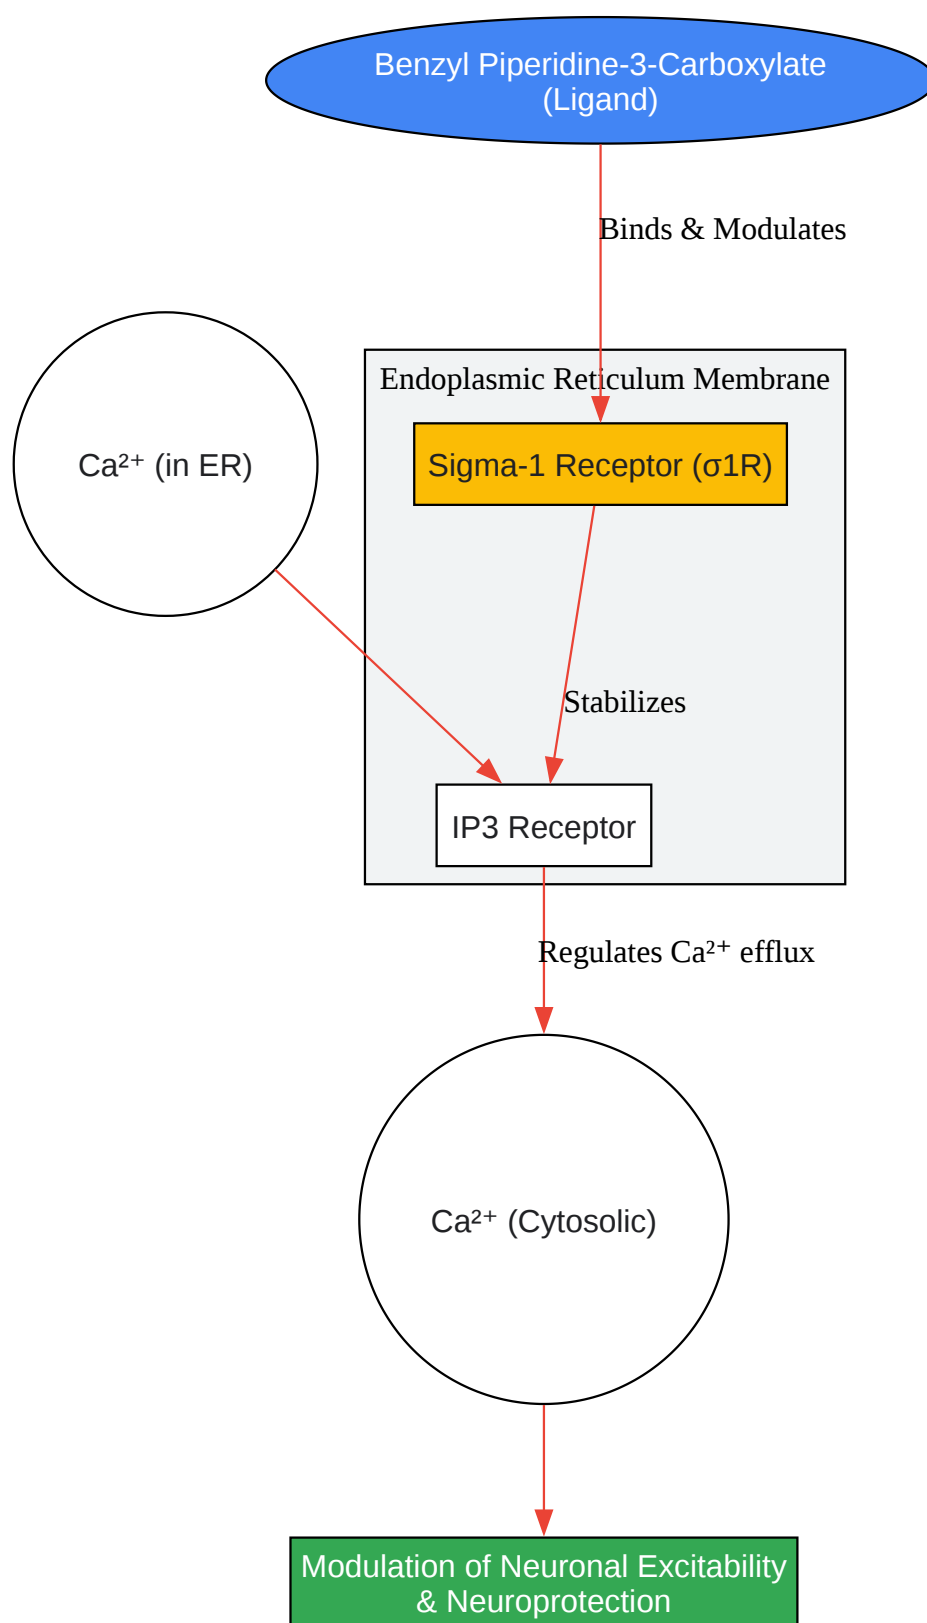 Benzyl Piperidine-3-Carboxylate
(Ligand)
Binds & Modulates
Endoplasmic Reticulum Membrane
Ca²⁺ (in ER)
Sigma-1 Receptor (σ1R)
Stabilizes
IP3 Receptor
Regulates Ca²⁺ efflux
Ca²⁺ (Cytosolic)
Modulation of Neuronal Excitability
& Neuroprotection